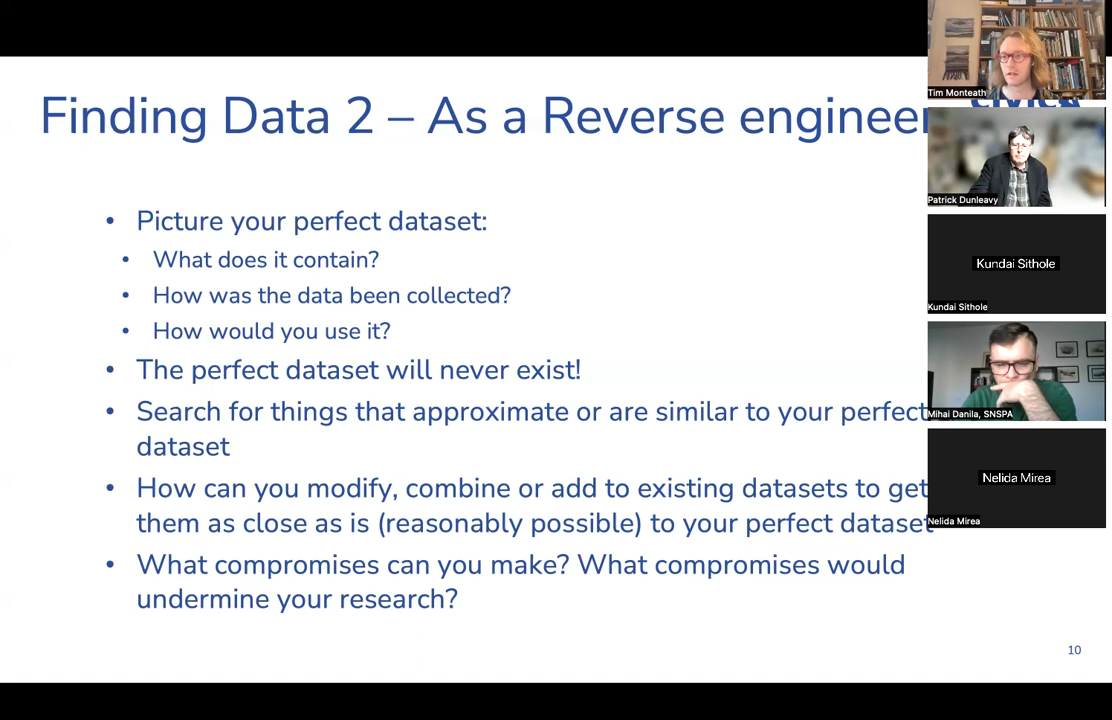 Finding Data 2 – As a Reverse engineer
CIVICA
• Picture your perfect dataset:
• What does it contain?
• How was the data been collected?
• How would you use it?
• The perfect dataset will never exist!
• Search for things that approximate or are similar to your perfect
dataset
• How can you modify, combine or add to existing datasets to get
them as close as is (reasonably possible) to your perfect dataset
• What compromises can you make? What compromises would
undermine your research?
10
Tim Monteath
Patrick Dunleavy
Kundai Sithole
Kundai Sithole
Mihai Danila, SNSPA
Nelida Mirea
Nelida Mirea